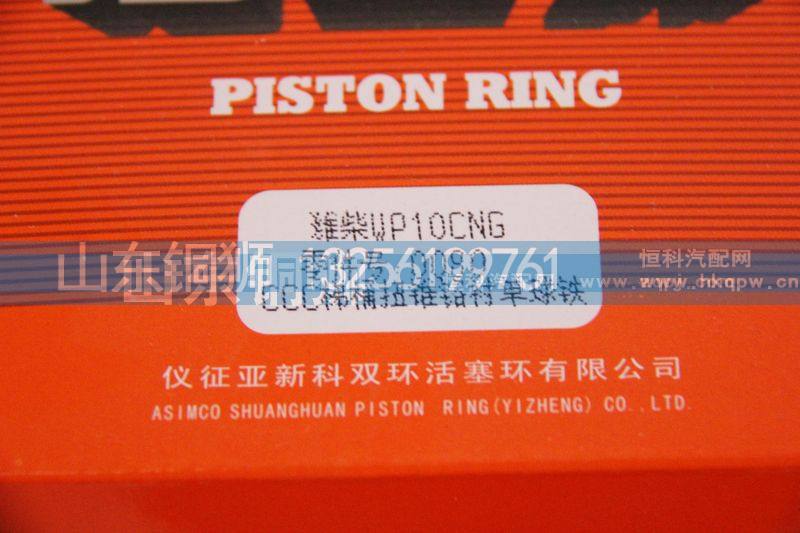 PISTON RING
潍柴WP10CNG
山东铜狮
13256199761
恒科汽配网
www.hkqpw.cn
仪征亚新科双环活塞环有限公司
ASIMCO SHUANGHUAN PISTON RING(YIZHENG) CO.,LTD.